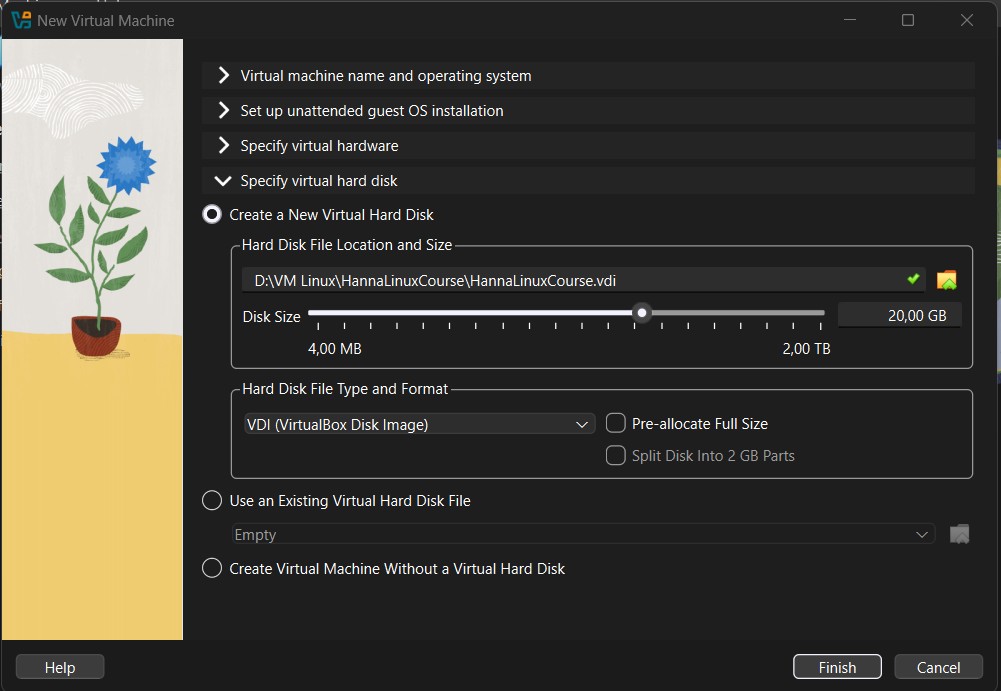 New Virtual Machine
Virtual machine name and operating system
Set up unattended guest OS installation
Specify virtual hardware
Specify virtual hard disk
Create a New Virtual Hard Disk
Hard Disk File Location and Size
D:\VM Linux\HannaLinuxCourse\HannaLinuxCourse.vdi
Disk Size 20,00 GB
4,00 MB 2,00 TB
Hard Disk File Type and Format
VDI (VirtualBox Disk Image) Pre-allocate Full Size
Split Disk Into 2 GB Parts
Use an Existing Virtual Hard Disk File
Empty
Create Virtual Machine Without a Virtual Hard Disk
Help Finish Cancel